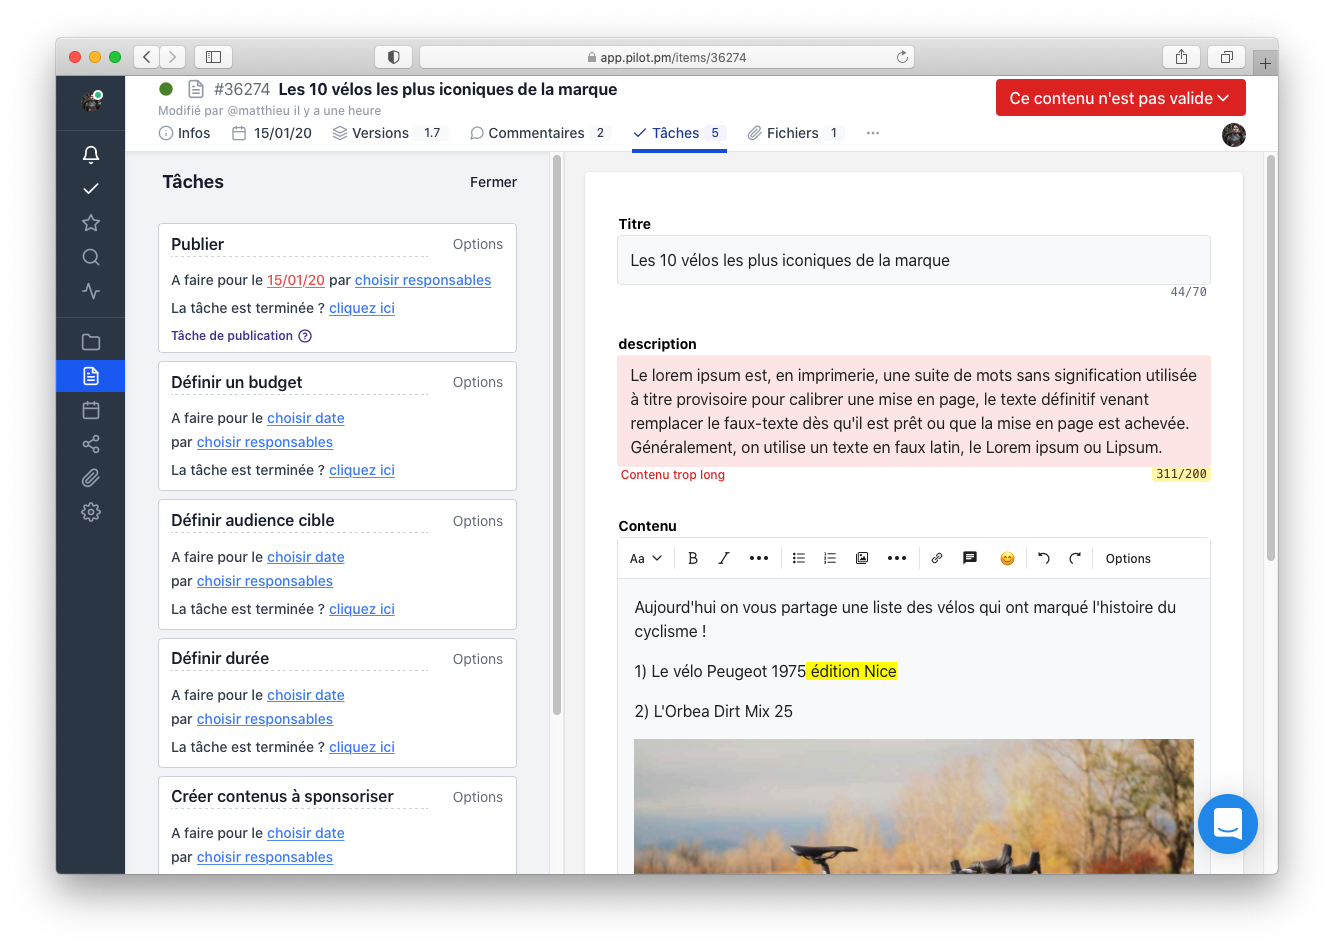 app.pilot.pm/items/36274
#36274 Les 10 vélos les plus iconiques de la marque
Modifié par @matthieu il y a une heure
Ce contenu n'est pas valide
Infos 15/01/20 Versions 1.7 Commentaires 2 Tâches 5 Fichiers 1
Tâches
Fermer
Publier
Options
A faire pour le 15/01/20 par choisir responsables
La tâche est terminée ? cliquez ici
Tâche de publication
Définir un budget
Options
A faire pour le choisir date
par choisir responsables
La tâche est terminée ? cliquez ici
Définir audience cible
Options
A faire pour le choisir date
par choisir responsables
La tâche est terminée ? cliquez ici
Définir durée
Options
A faire pour le choisir date
par choisir responsables
La tâche est terminée ? cliquez ici
Créer contenus à sponsoriser
Options
A faire pour le choisir date
par choisir responsables
Titre
Les 10 vélos les plus iconiques de la marque
44/70
description
Le lorem ipsum est, en imprimerie, une suite de mots sans signification utilisée
à titre provisoire pour calibrer une mise en page, le texte définitif venant
remplacer le faux-texte dès qu'il est prêt ou que la mise en page est achevée.
Généralement, on utilise un texte en faux latin, le Lorem ipsum ou Lipsum.
Contenu trop long
311/200
Contenu
Aa B I Options
Aujourd'hui on vous partage une liste des vélos qui ont marqué l'histoire du
cyclisme !
1) Le vélo Peugeot 1975 édition Nice
2) L'Orbea Dirt Mix 25